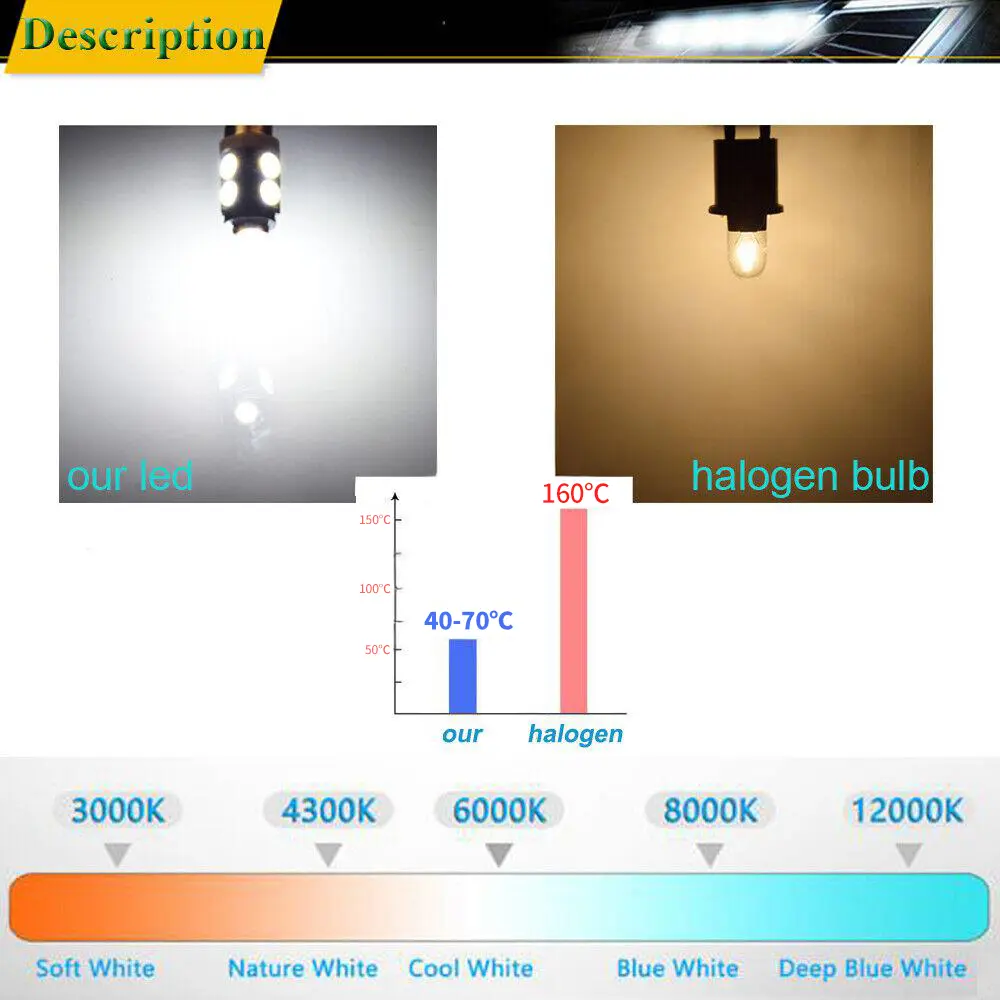 Description
our led
halogen bulb
160°C
150°C
100°C
40-70°C
50°C
our halogen
3000K 4300K 6000K 8000K 12000K
Soft White Nature White Cool White Blue White Deep Blue White